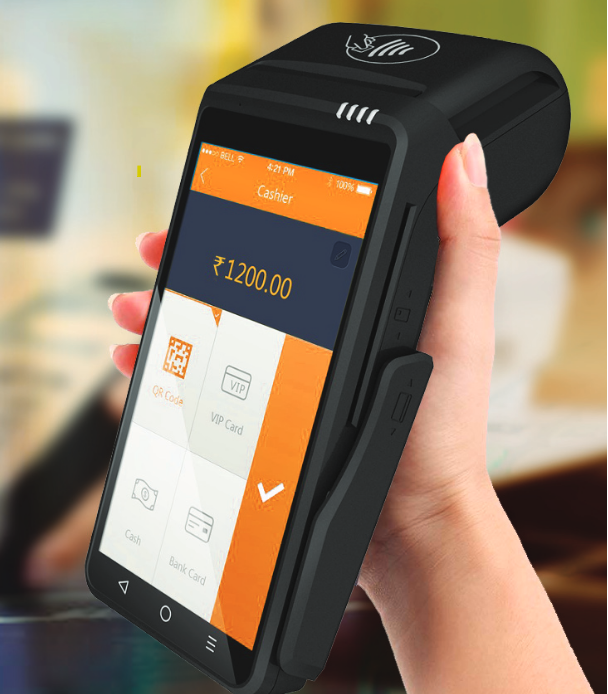 BELL 4:21 PM 100%
Cashier
₹1200.00
QR Code
VIP
VIP Card
Cash
Bank Card